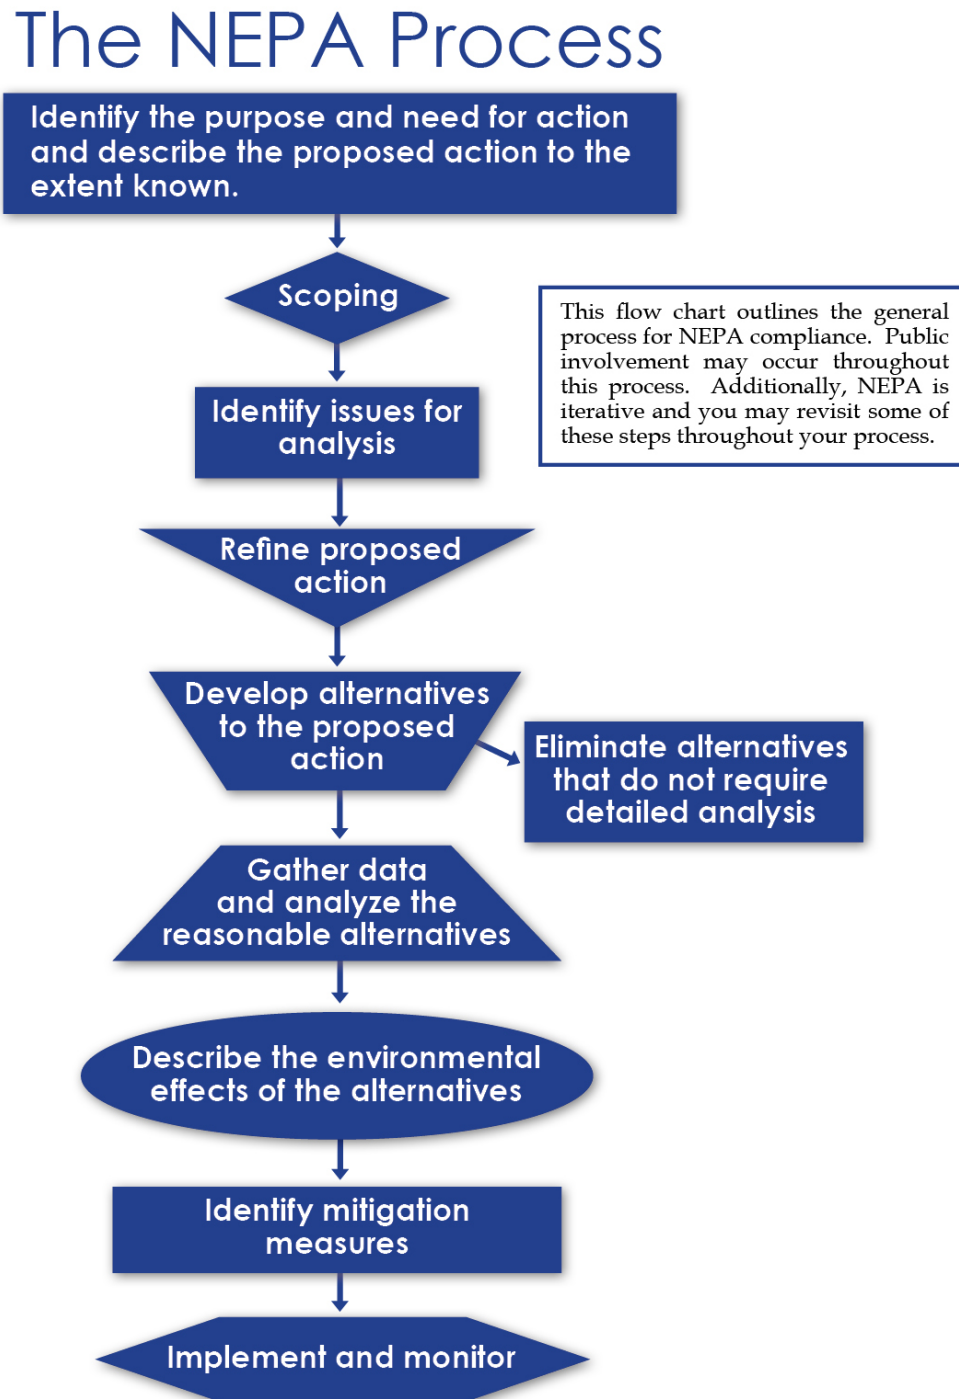 The NEPA Process
Identify the purpose and need for action
and describe the proposed action to the
extent known.
Scoping
This flow chart outlines the general
process for NEPA compliance. Public
involvement may occur throughout
this process. Additionally, NEPA is
iterative and you may revisit some of
these steps throughout your process.
Identify issues for
analysis
Refine proposed
action
Develop alternatives
to the proposed
action
Eliminate alternatives
that do not require
detailed analysis
Gather data
and analyze the
reasonable alternatives
Describe the environmental
effects of the alternatives
Identify mitigation
measures
Implement and monitor